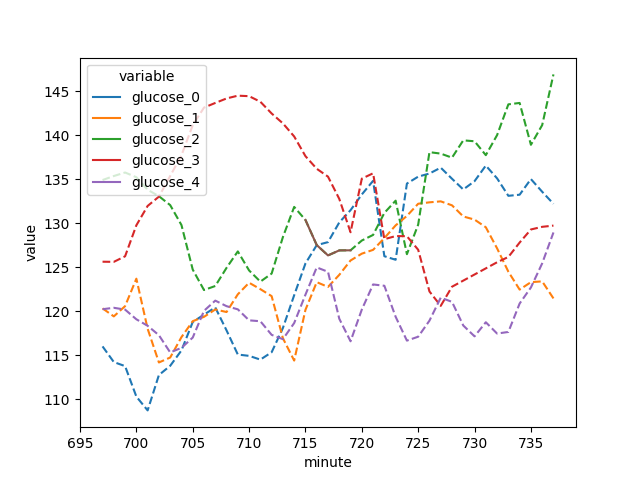 variable
glucose_0
glucose_1
glucose_2
glucose_3
glucose_4
145
140
135
130
125
120
115
110
value
695 700 705 710 715 720 725 730 735
minute